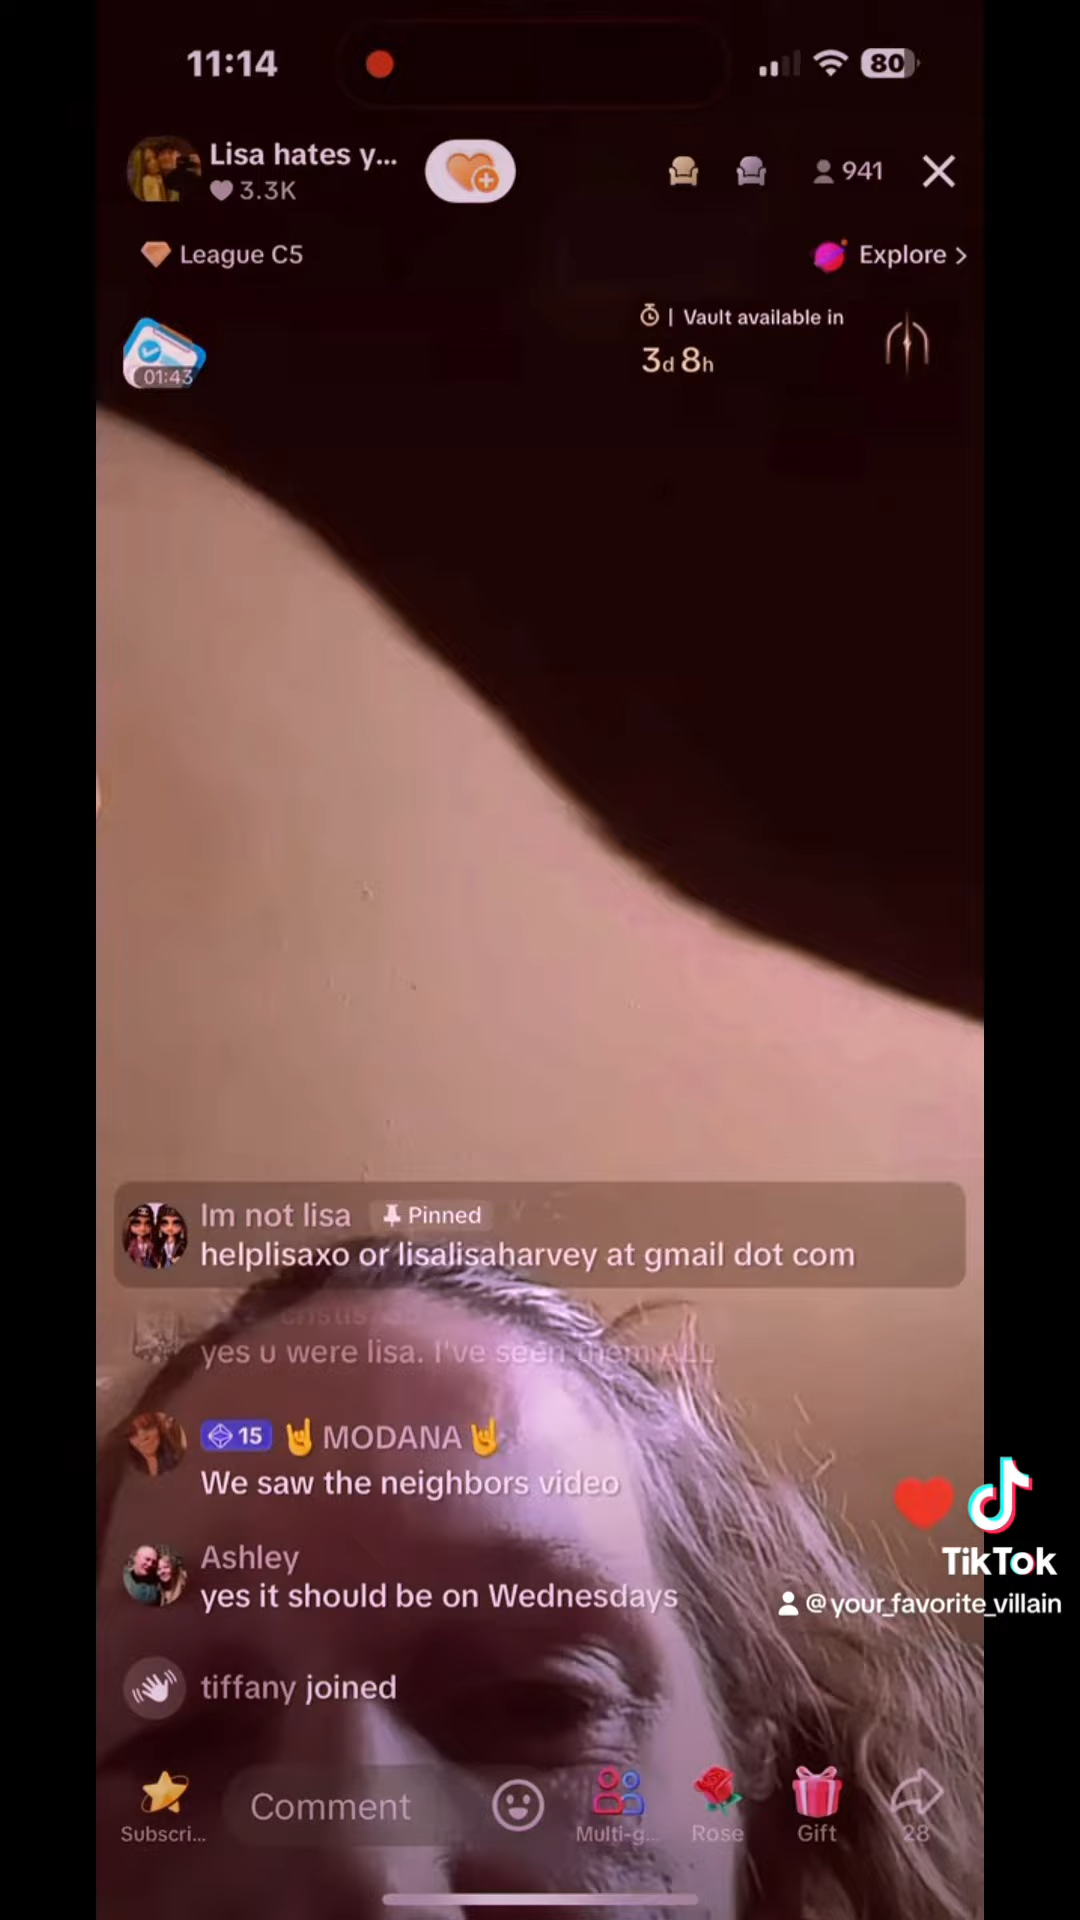 11:14
80
Lisa hates y...
3.3K
941
League C5
Explore >
| Vault available in
3d 8h
01:43
Im not lisa Pinned
helplisaxo or lisalisaharvey at gmail dot com
yes u were lisa. I've seen them ALL
15 🤘 MODANA 🤘
We saw the neighbors video
Ashley
yes it should be on Wednesdays
TikTok
@your_favorite_villain
tiffany joined
Subscri...
Comment
Multi-g...
Rose
Gift
28